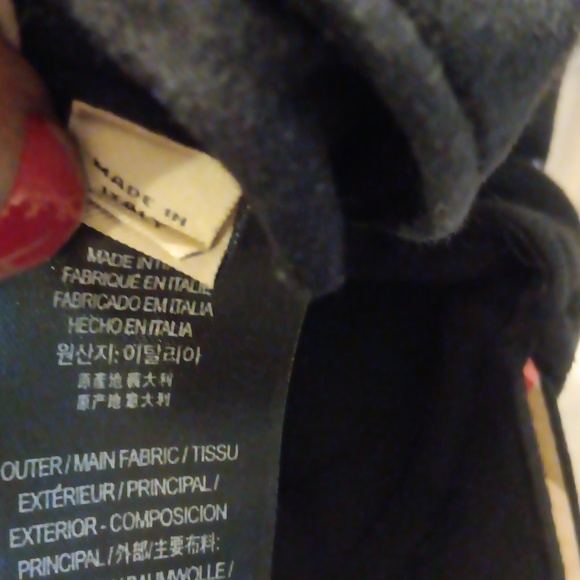 MADE IN
ITALY
MADE IN
FABRIQUÉ EN ITALIE
FABRICADO EM ITALIA
HECHO EN ITALIA
원산지: 이탈리아
原產地 義大利
原产地 意大利
OUTER / MAIN FABRIC / TISSU
EXTÉRIEUR / PRINCIPAL /
EXTERIOR - COMPOSICION
PRINCIPAL / 外部/主要布料:
BAUMWOLLE /